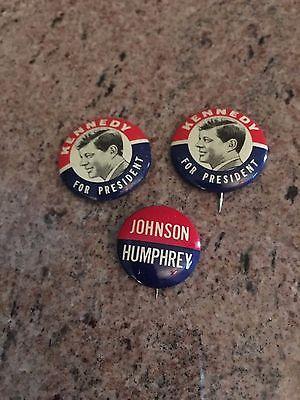 KENNEDY
FOR PRESIDENT
KENNEDY
FOR PRESIDENT
JOHNSON
HUMPHREY